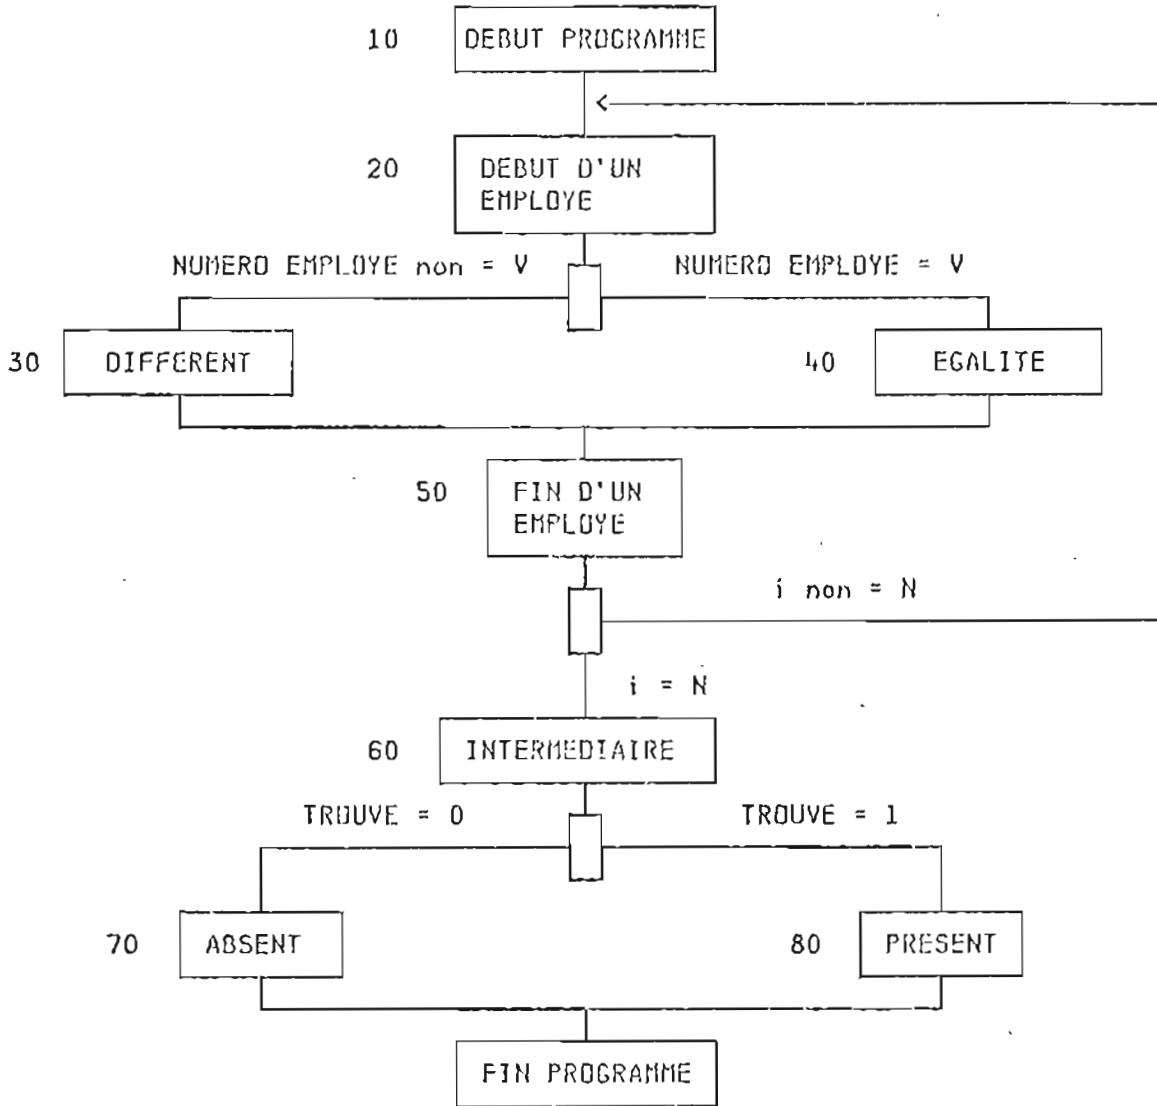 10 DEBUT PROGRAMME
20 DEBUT D'UN
EMPLOYE
NUMERO EMPLOYE non = V NUMERO EMPLOYE = V
30 DIFFERENT 40 EGALITE
50 FIN D'UN
EMPLOYE
i non = N
i = N
60 INTERMEDIAIRE
TROUVE = 0 TROUVE = 1
70 ABSENT 80 PRESENT
FIN PROGRAMME